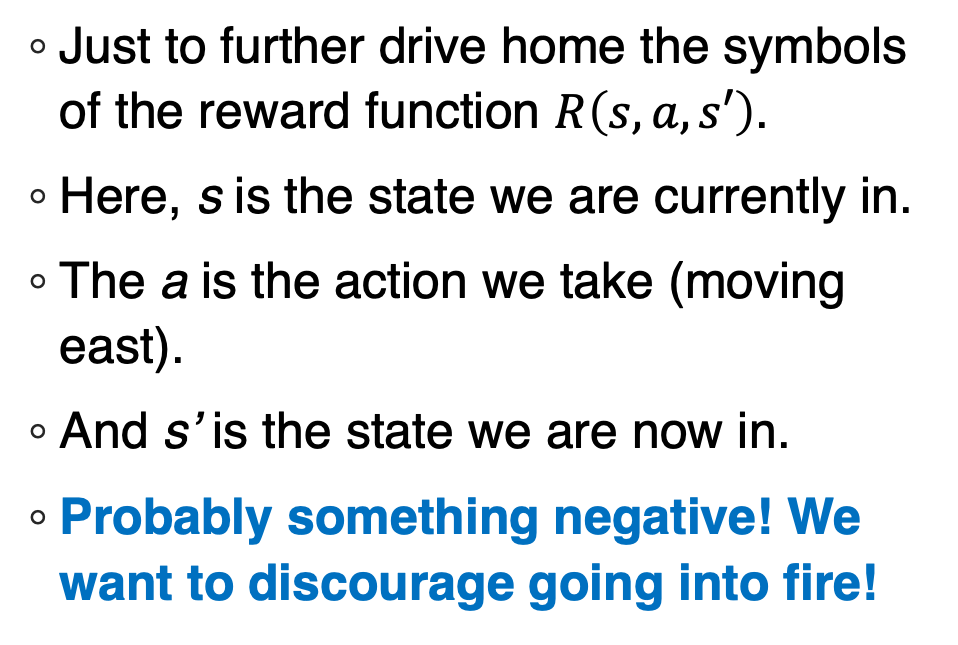 ◦ Just to further drive home the symbols
of the reward function R(s, a, s′).
◦ Here, s is the state we are currently in.
◦ The a is the action we take (moving
east).
◦ And s’ is the state we are now in.
◦ Probably something negative! We
want to discourage going into fire!